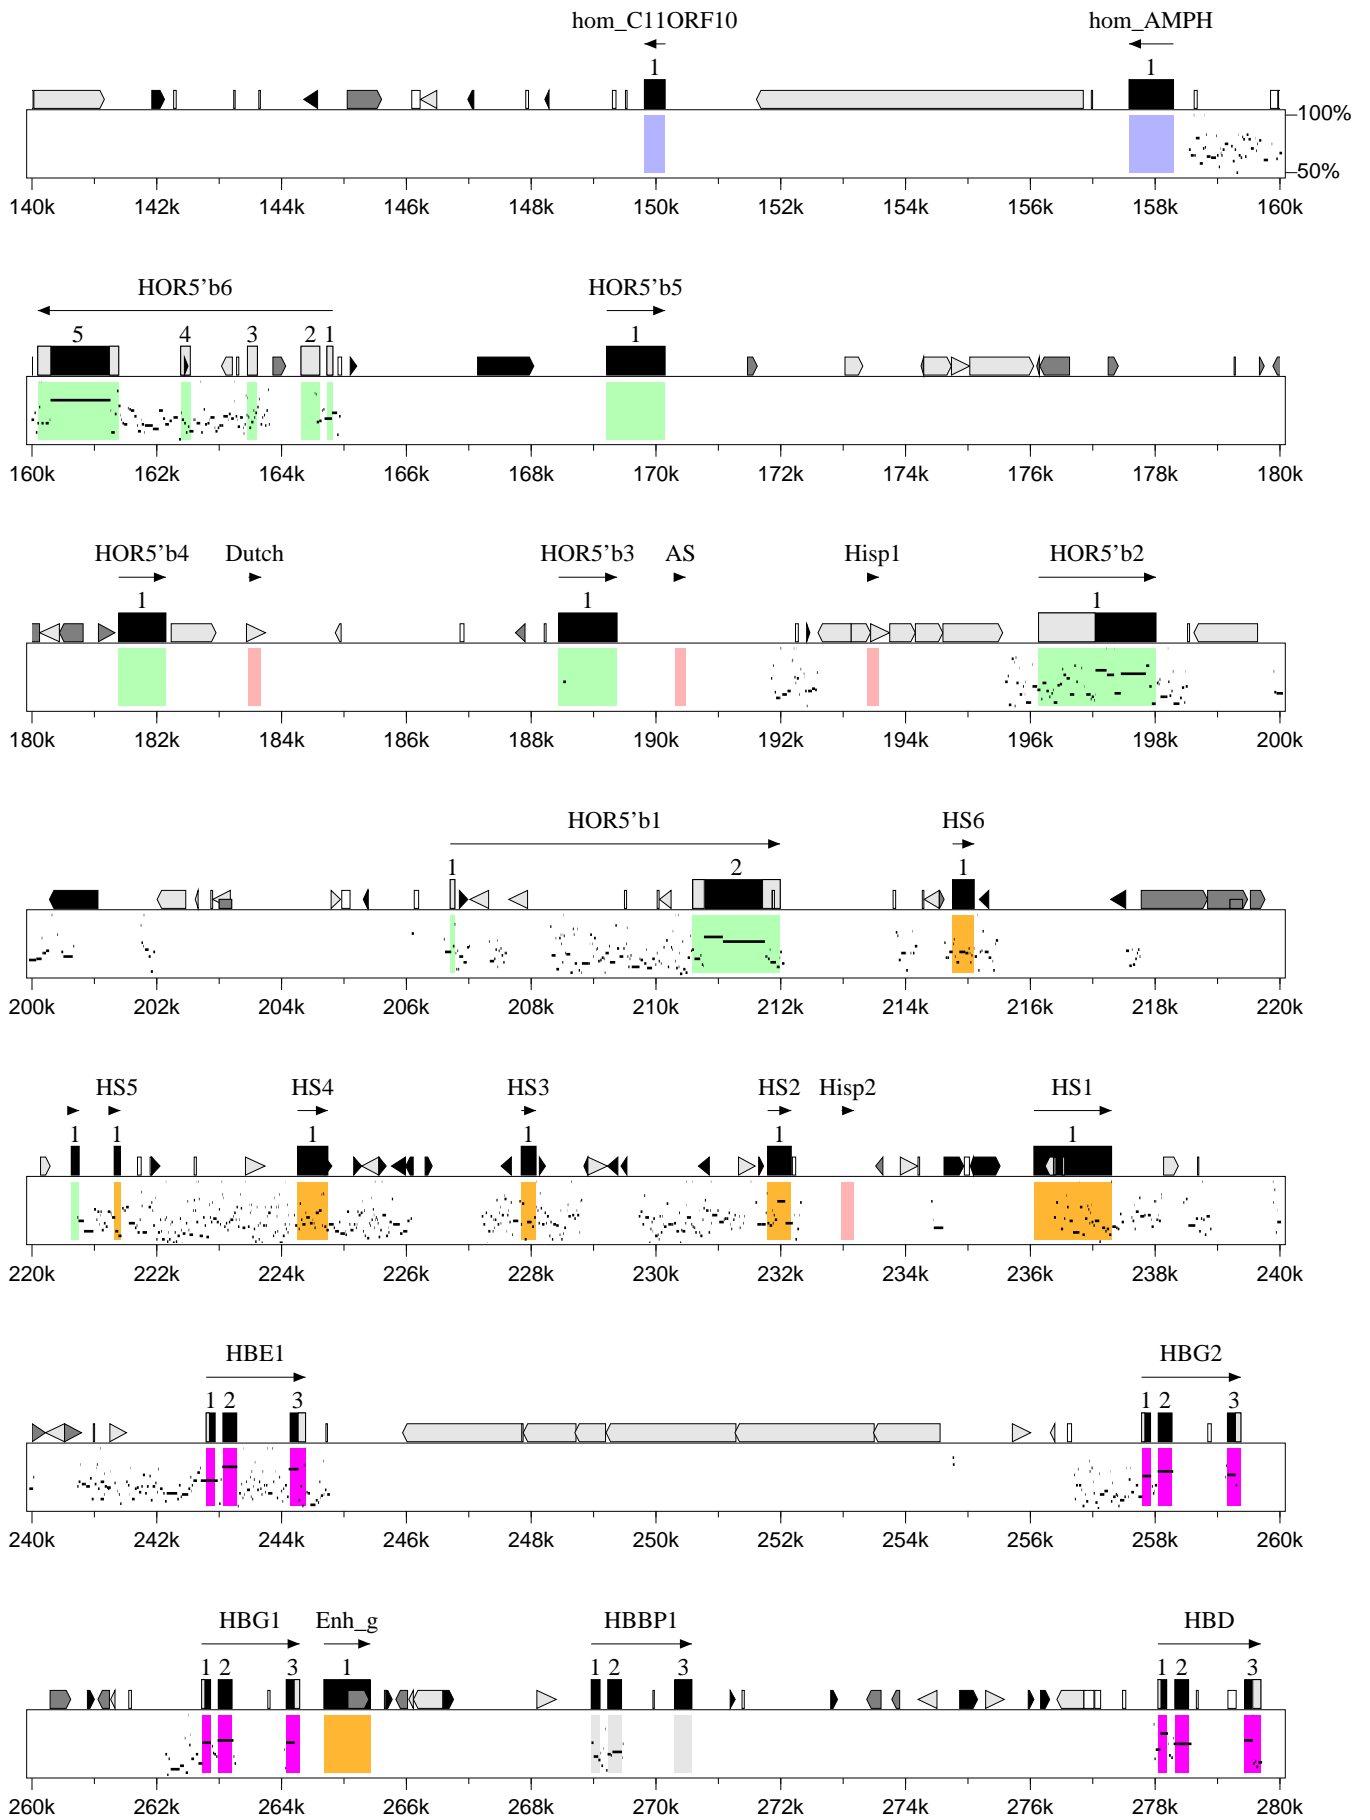 hom_C11ORF10 hom_AMPH
1 1
100%
50%
140k 142k 144k 146k 148k 150k 152k 154k 156k 158k 160k
HOR5'b6 HOR5'b5
5 4 3 2 1 1
160k 162k 164k 166k 168k 170k 172k 174k 176k 178k 180k
HOR5'b4 Dutch HOR5'b3 AS Hisp1 HOR5'b2
1 1 1
180k 182k 184k 186k 188k 190k 192k 194k 196k 198k 200k
HOR5'b1 HS6
1 2 1
200k 202k 204k 206k 208k 210k 212k 214k 216k 218k 220k
HS5 HS4 HS3 HS2 Hisp2 HS1
1 1 1 1 1 1
220k 222k 224k 226k 228k 230k 232k 234k 236k 238k 240k
HBE1 HBG2
1 2 3 1 2 3
240k 242k 244k 246k 248k 250k 252k 254k 256k 258k 260k
HBG1 Enh_g HBBP1 HBD
1 2 3 1 1 2 3 1 2 3
260k 262k 264k 266k 268k 270k 272k 274k 276k 278k 280k